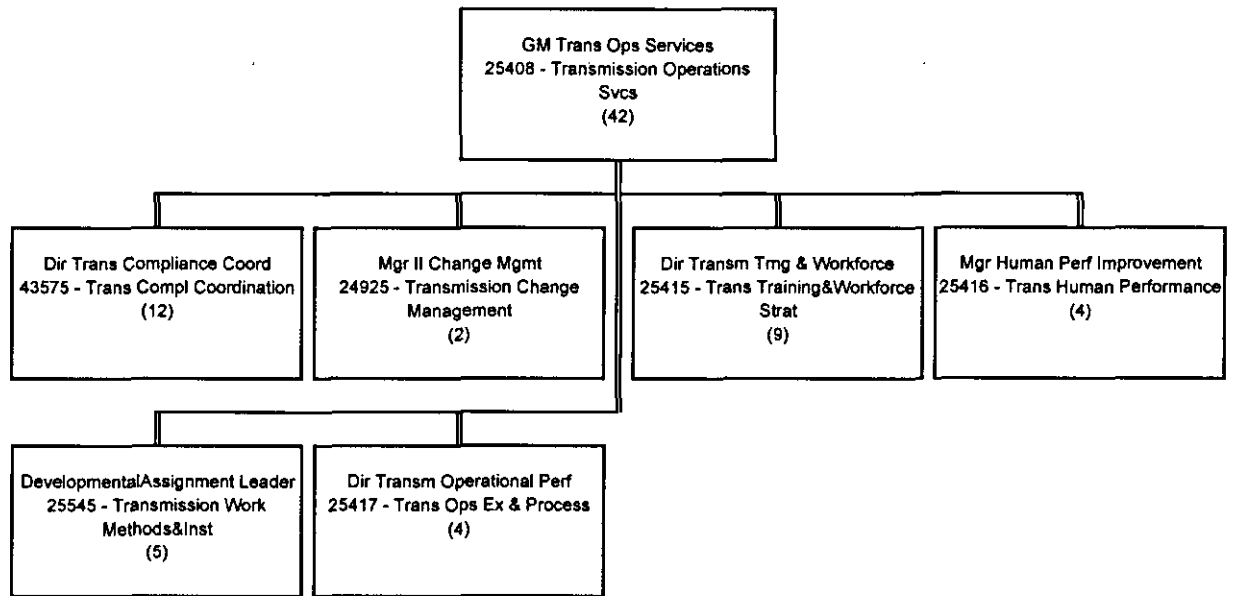 GM Trans Ops Services
25408 - Transmission Operations
Svcs
(42)
Dir Trans Compliance Coord
43575 - Trans Compl Coordination
(12)
Mgr II Change Mgmt
24925 - Transmission Change
Management
(2)
Dir Transm Trng & Workforce
25415 - Trans Training&Workforce
Strat
(9)
Mgr Human Perf Improvement
25416 - Trans Human Performance
(4)
DevelopmentalAssignment Leader
25545 - Transmission Work
Methods&Inst
(5)
Dir Transm Operational Perf
25417 - Trans Ops Ex & Process
(4)